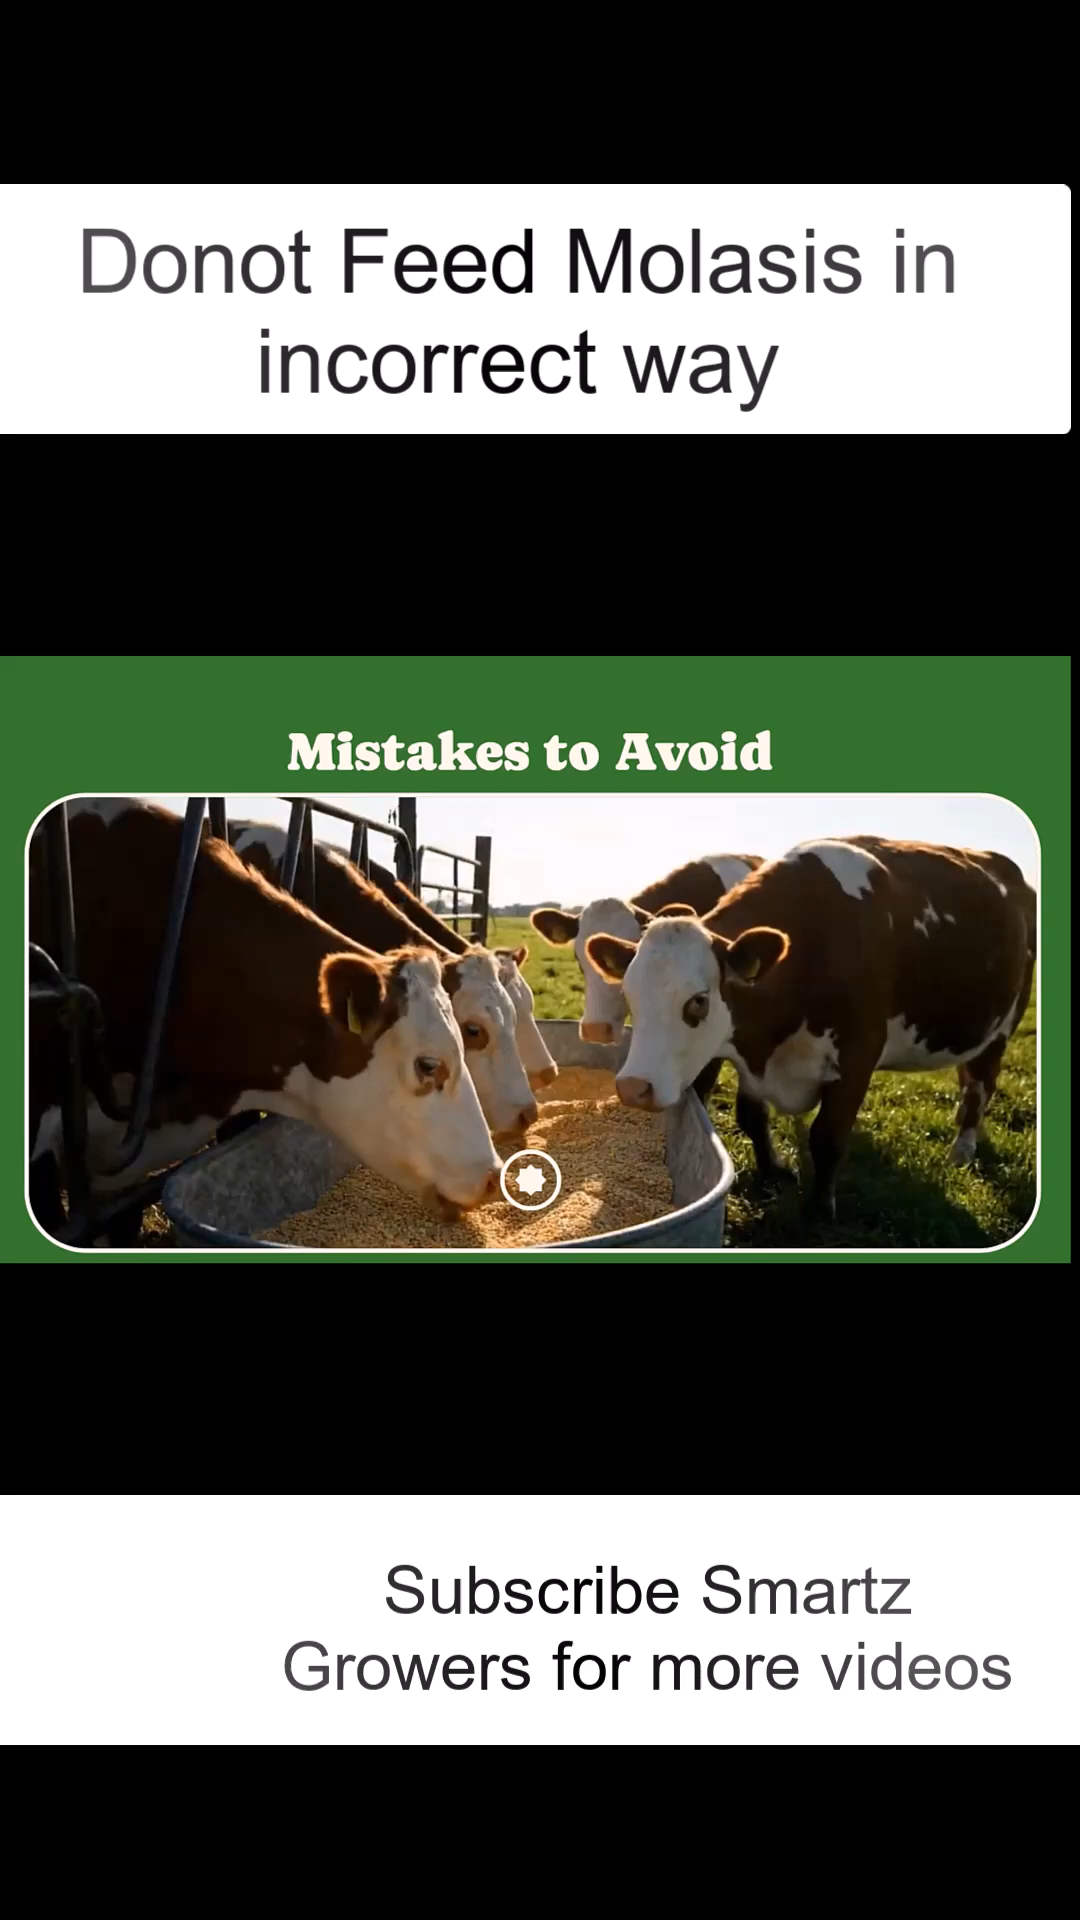 Donot Feed Molasis in
incorrect way
Mistakes to Avoid
Subscribe Smartz
Growers for more videos